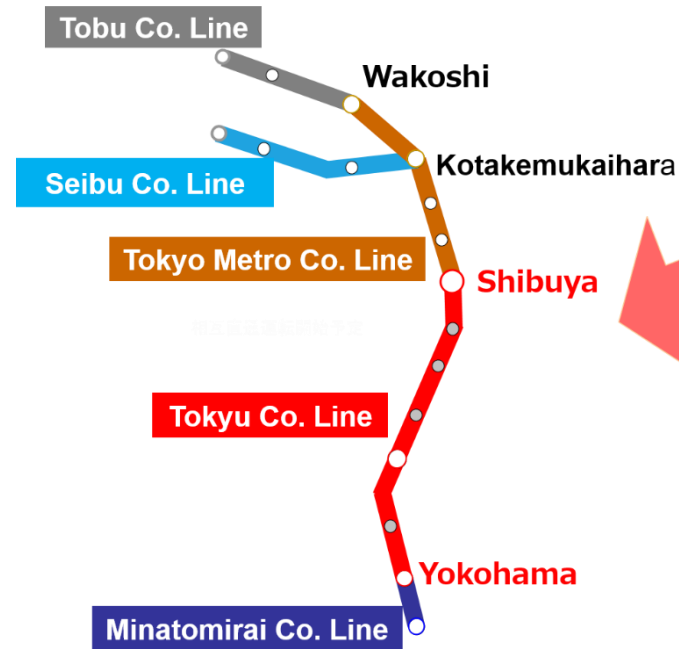 Tobu Co. Line
Wakoshi
Kotakemukaihara
Seibu Co. Line
Tokyo Metro Co. Line
Shibuya
Tokyu Co. Line
Yokohama
Minatomirai Co. Line